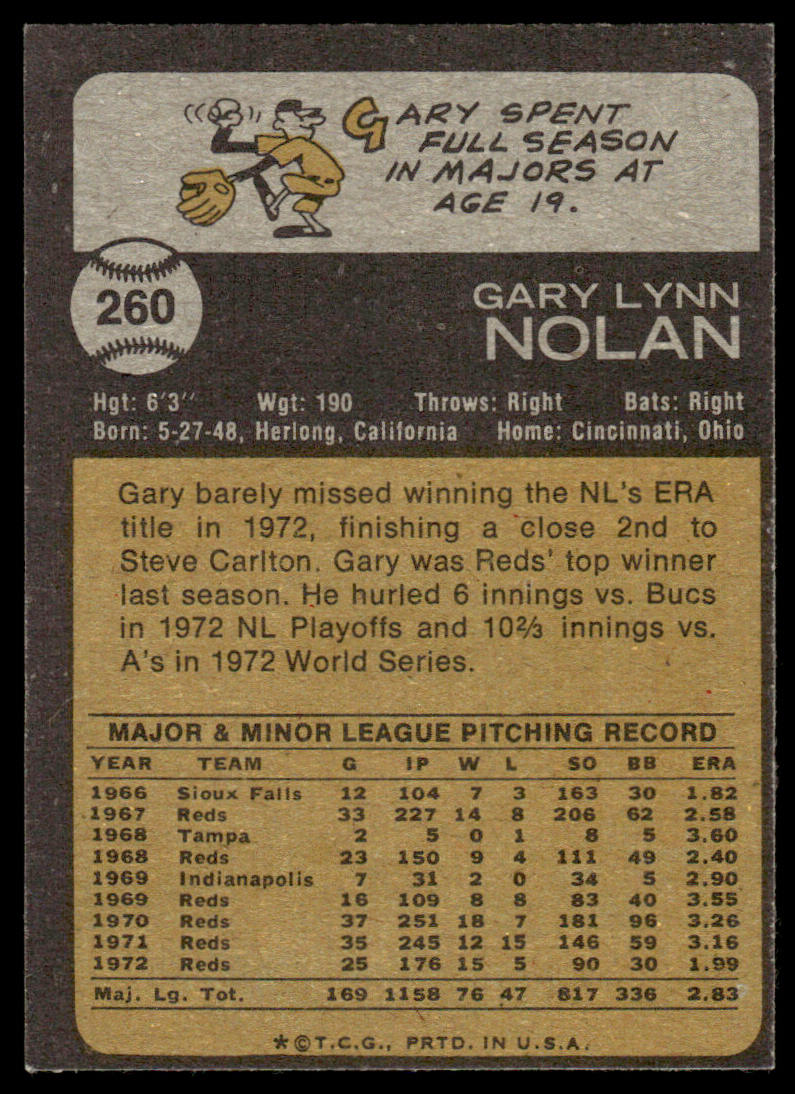 GARY SPENT
FULL SEASON
IN MAJORS AT
AGE 19.
260
GARY LYNN
NOLAN
Hgt: 6'3" Wgt: 190 Throws: Right Bats: Right
Born: 5-27-48, Herlong, California Home: Cincinnati, Ohio
Gary barely missed winning the NL's ERA
title in 1972, finishing a close 2nd to
Steve Carlton. Gary was Reds' top winner
last season. He hurled 6 innings vs. Bucs
in 1972 NL Playoffs and 10⅔ innings vs.
A's in 1972 World Series.
MAJOR & MINOR LEAGUE PITCHING RECORD
YEAR TEAM G IP W L SO BB ERA
1966 Sioux Falls 12 104 7 3 163 30 1.82
1967 Reds 33 227 14 8 206 62 2.58
1968 Tampa 2 5 0 1 8 5 3.60
1968 Reds 23 150 9 4 111 49 2.40
1969 Indianapolis 7 31 2 0 34 5 2.90
1969 Reds 16 109 8 8 83 40 3.55
1970 Reds 37 251 18 7 181 96 3.26
1971 Reds 35 245 12 15 146 59 3.16
1972 Reds 25 176 15 5 90 30 1.99
Maj. Lg. Tot. 169 1158 76 47 817 336 2.83
*©T.C.G., PRTD. IN U.S.A.